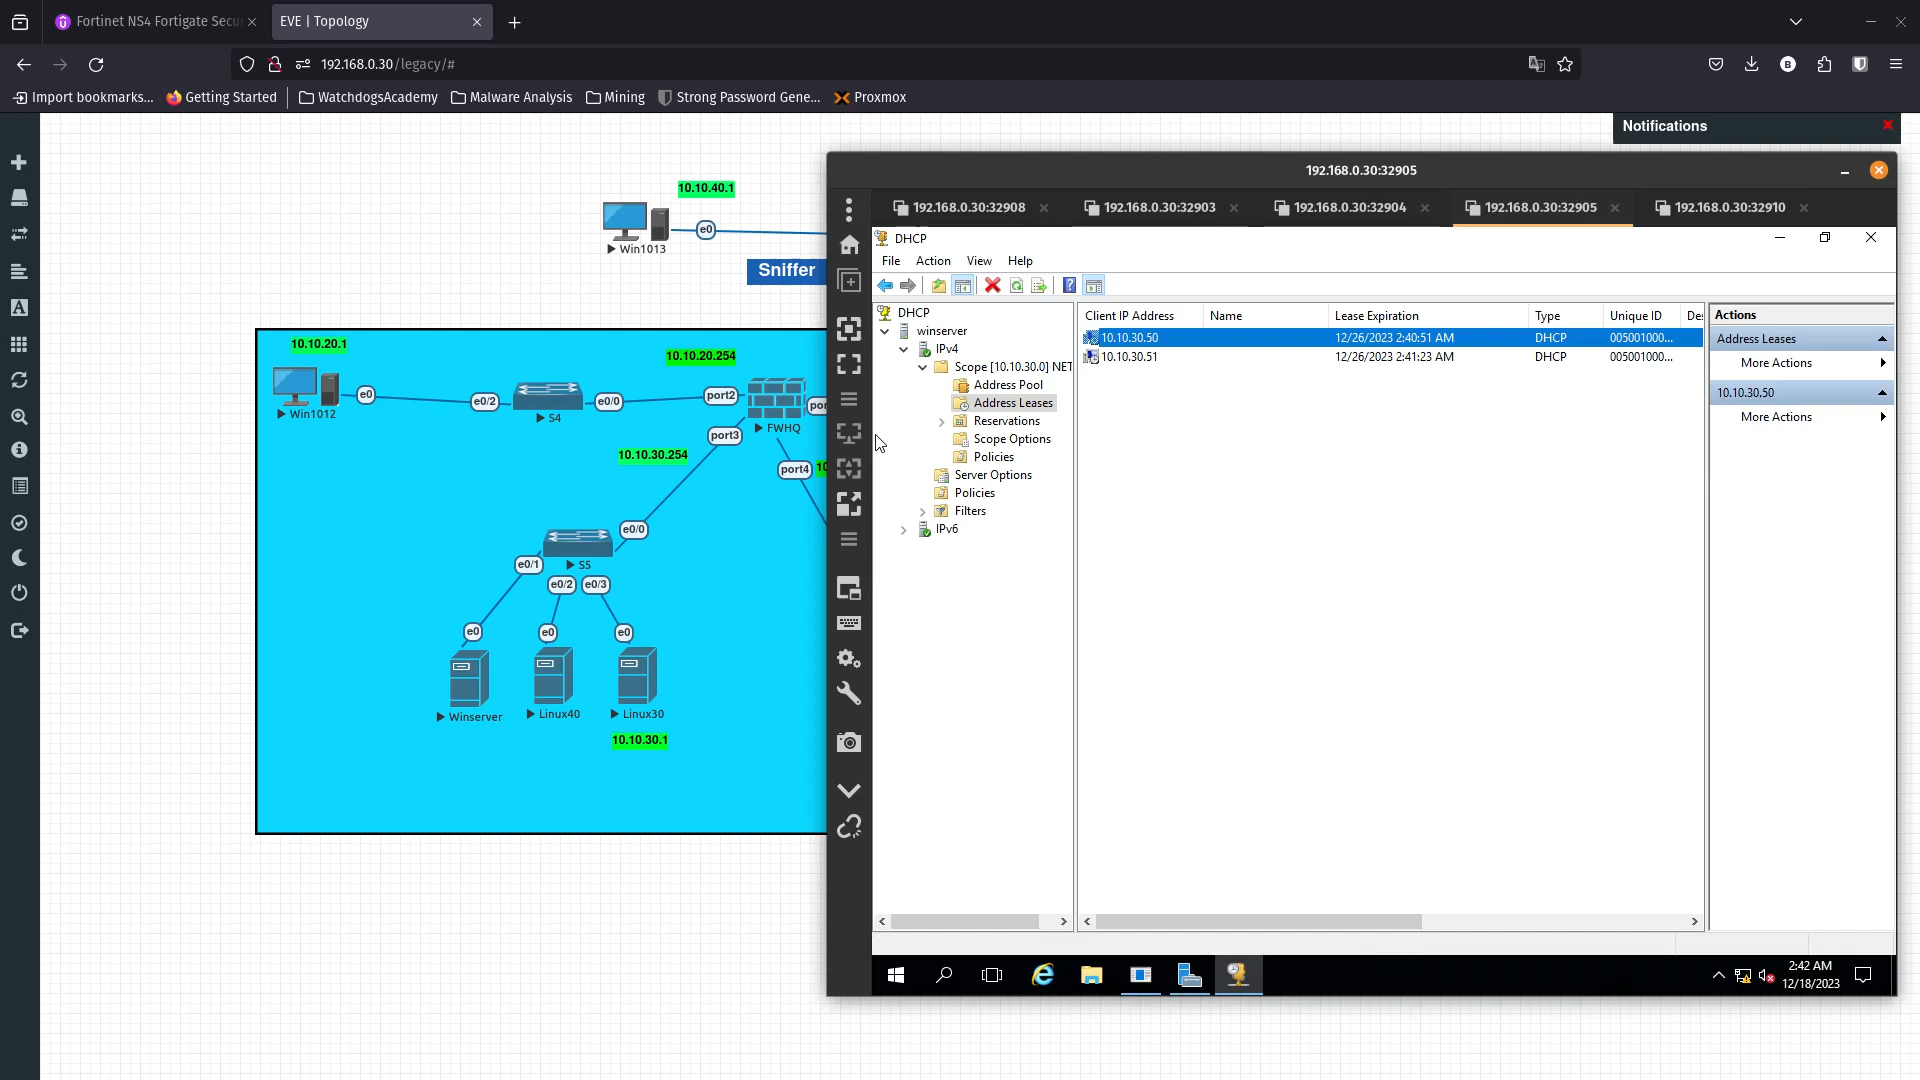 Fortinet NS4 Fortigate Secu
EVE | Topology
192.168.0.30/legacy/#
Import bookmarks...
Getting Started
WatchdogsAcademy
Malware Analysis
Mining
Strong Password Gene...
Proxmox
Notifications
192.168.0.30:32905
192.168.0.30:32908
192.168.0.30:32903
192.168.0.30:32904
192.168.0.30:32905
192.168.0.30:32910
DHCP
File Action View Help
DHCP
winserver
IPv4
Scope [10.10.30.0] NET
Address Pool
Address Leases
Reservations
Scope Options
Policies
Server Options
Policies
Filters
IPv6
Client IP Address Name Lease Expiration Type Unique ID De
10.10.30.50 12/26/2023 2:40:51 AM DHCP 005001000...
10.10.30.51 12/26/2023 2:41:23 AM DHCP 005001000...
Actions
Address Leases
More Actions
10.10.30.50
More Actions
2:42 AM
12/18/2023
10.10.40.1
e0
Win1013
Sniffer
10.10.20.1
10.10.20.254
e0
e0/2
e0/0
port2
por
Win1012
S4
FWHQ
port3
10.10.30.254
port4
10
e0/0
e0/1
S5
e0/2
e0/3
e0
e0
e0
Winserver
Linux40
Linux30
10.10.30.1